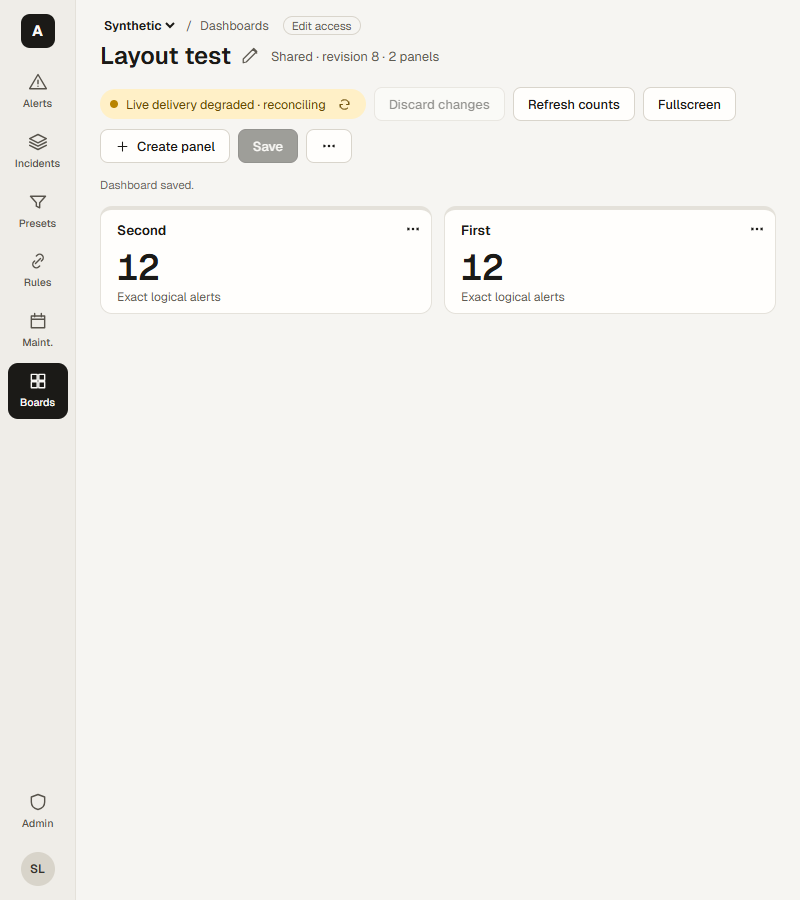 A
Alerts
Incidents
Presets
Rules
Maint.
Boards
Admin
SL
Synthetic / Dashboards Edit access
Layout test Shared · revision 8 · 2 panels
Live delivery degraded · reconciling Discard changes Refresh counts Fullscreen
+ Create panel Save ···
Dashboard saved.
Second ···
12
Exact logical alerts
First ···
12
Exact logical alerts